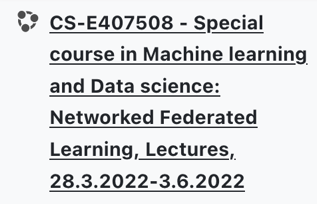 CS-E407508 - Special
course in Machine learning
and Data science:
Networked Federated
Learning, Lectures,
28.3.2022-3.6.2022